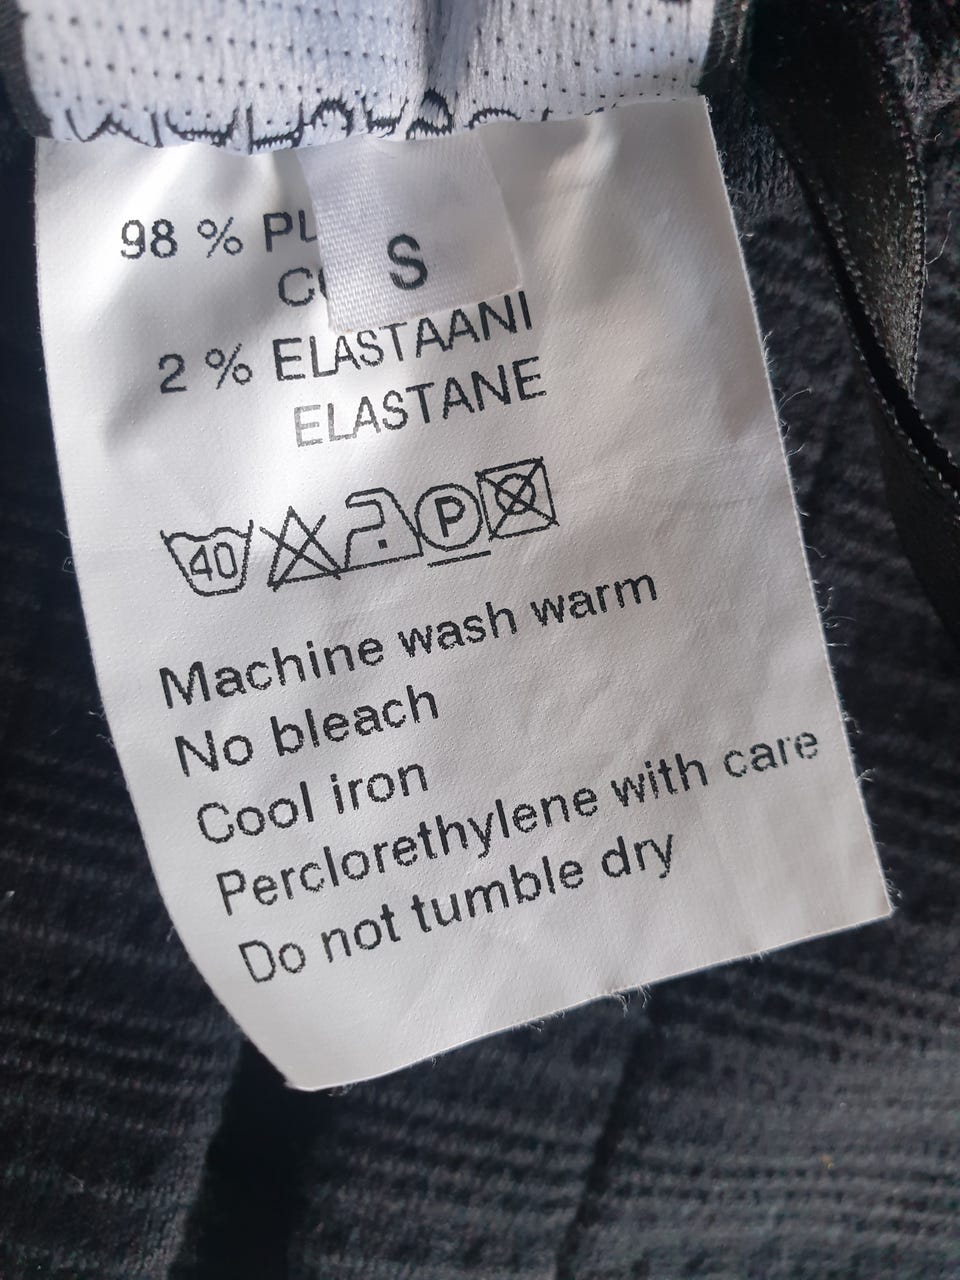 98 % PU
CO
S
2 % ELASTAANI
ELASTANE
40 P
Machine wash warm
No bleach
Cool iron
Perclorethylene with care
Do not tumble dry